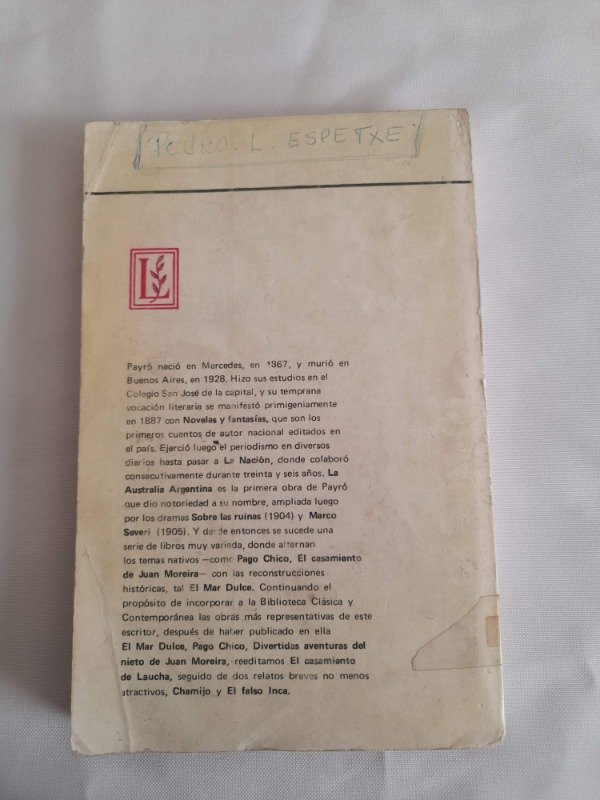 Pedro L. ESPETXE
L
Payró nació en Mercedes, en 1867, y murió en
Buenos Aires, en 1928. Hizo sus estudios en el
Colegio San José de la capital, y su temprana
vocación literaria se manifestó primigeniamente
en 1887 con Novelas y fantasías, que son los
primeros cuentos de autor nacional editados en
el país. Ejerció luego el periodismo en diversos
diarios hasta pasar a La Nación, donde colaboró
consecutivamente durante treinta y seis años. La
Australia Argentina es la primera obra de Payró
que dio notoriedad a su nombre, ampliada luego
por los dramas Sobre las ruinas (1904) y Marco
Severi (1905). Y desde entonces se sucede una
serie de libros muy variada, donde alternan
los temas nativos —como Pago Chico, El casamiento
de Juan Moreira— con las reconstrucciones
históricas, tal El Mar Dulce. Continuando el
propósito de incorporar a la Biblioteca Clásica y
Contemporánea las obras más representativas de este
escritor, después de haber publicado en ella
El Mar Dulce, Pago Chico, Divertidas aventuras del
nieto de Juan Moreira, reeditamos El casamiento
de Laucha, seguido de dos relatos breves no menos
atractivos, Chamijo y El falso Inca.